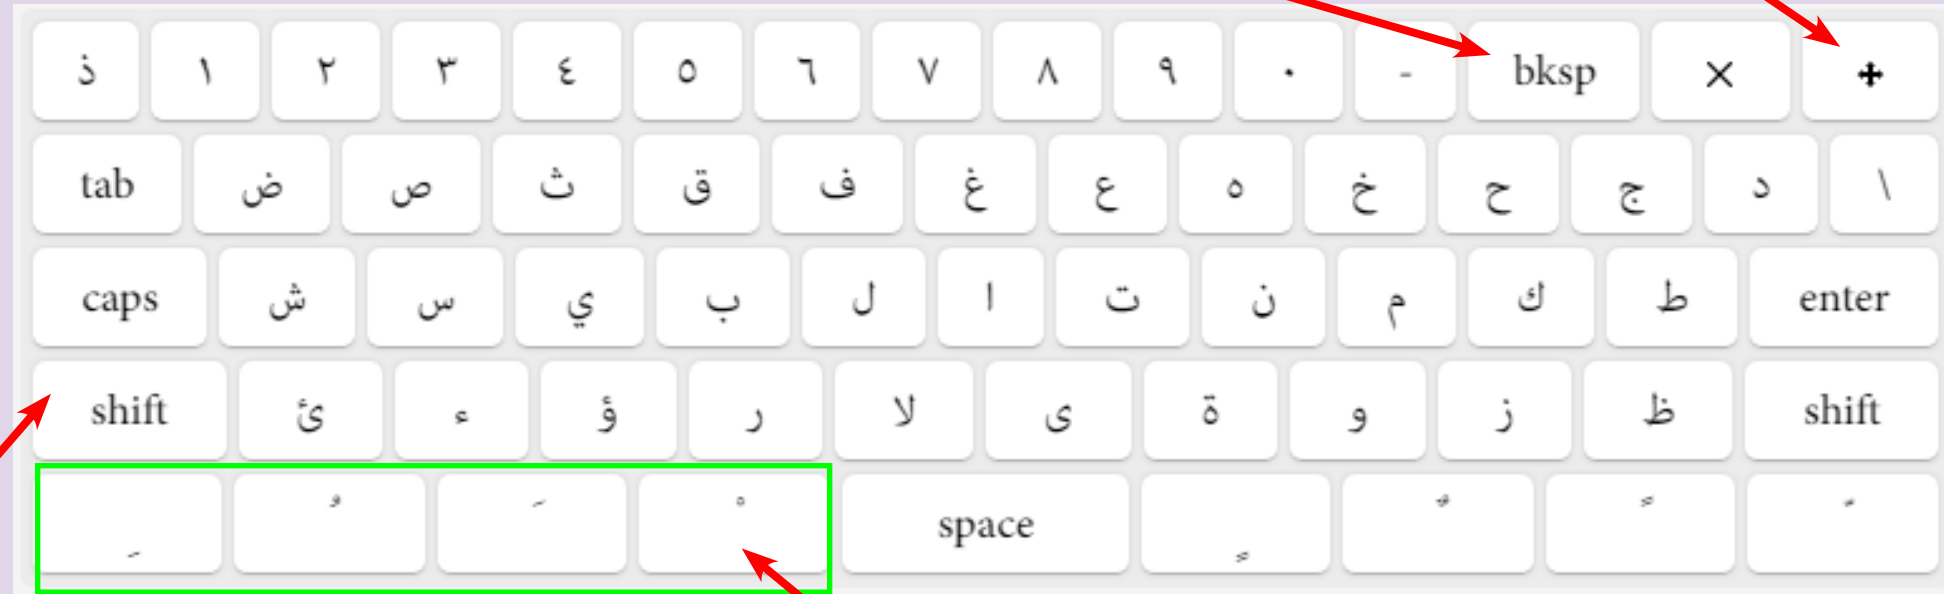 ذ ١ ٢ ٣ ٤ ٥ ٦ ٧ ٨ ٩ ٠ - bksp ×
tab ض ص ث ق ف غ ع ه خ ح ج د \
caps ش س ي ب ل ا ت ن م ك ط enter
shift ئ ء ؤ ر لا ى ة و ز ظ shift
ِ ُ َ ْ space ٍ ٌ ً